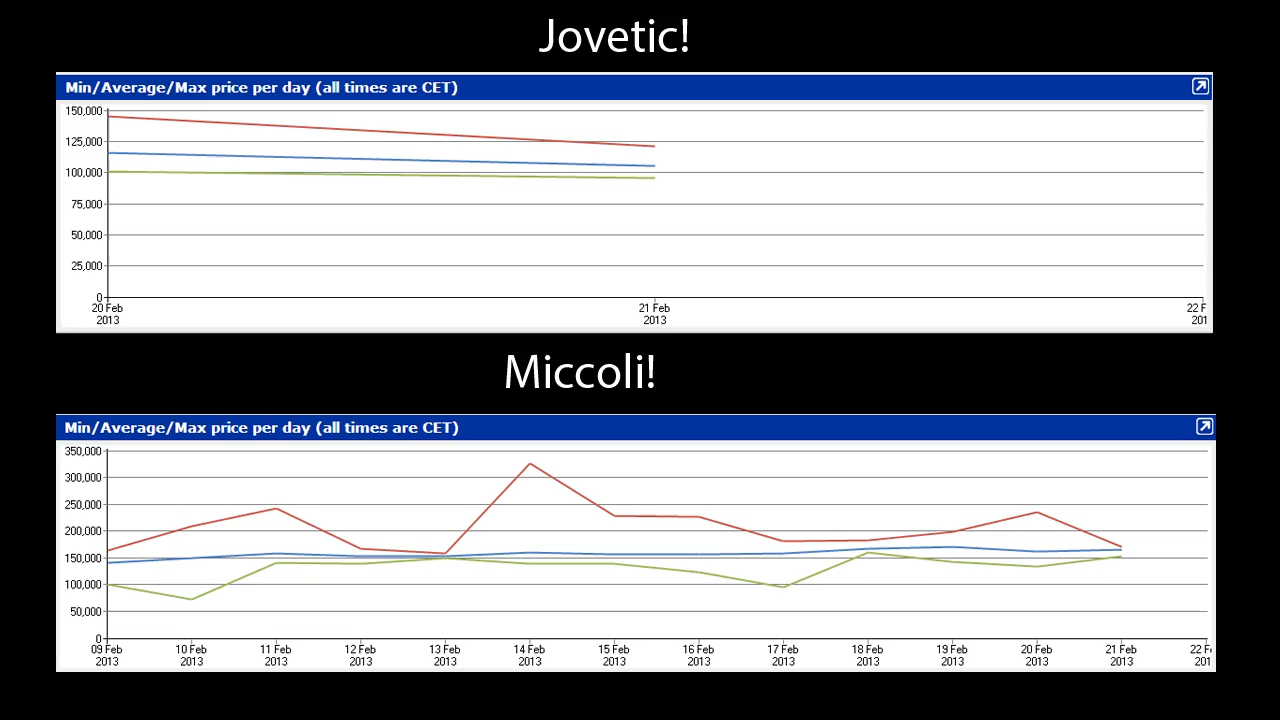 Jovetic!
Min/Average/Max price per day (all times are CET)
150,000
125,000
100,000
75,000
50,000
25,000
0
20 Feb 21 Feb 22 F
2013 2013 201
Miccoli!
Min/Average/Max price per day (all times are CET)
350,000
300,000
250,000
200,000
150,000
100,000
50,000
0
09 Feb 10 Feb 11 Feb 12 Feb 13 Feb 14 Feb 15 Feb 16 Feb 17 Feb 18 Feb 19 Feb 20 Feb 21 Feb 22 F
2013 2013 2013 2013 2013 2013 2013 2013 2013 2013 2013 2013 2013 201